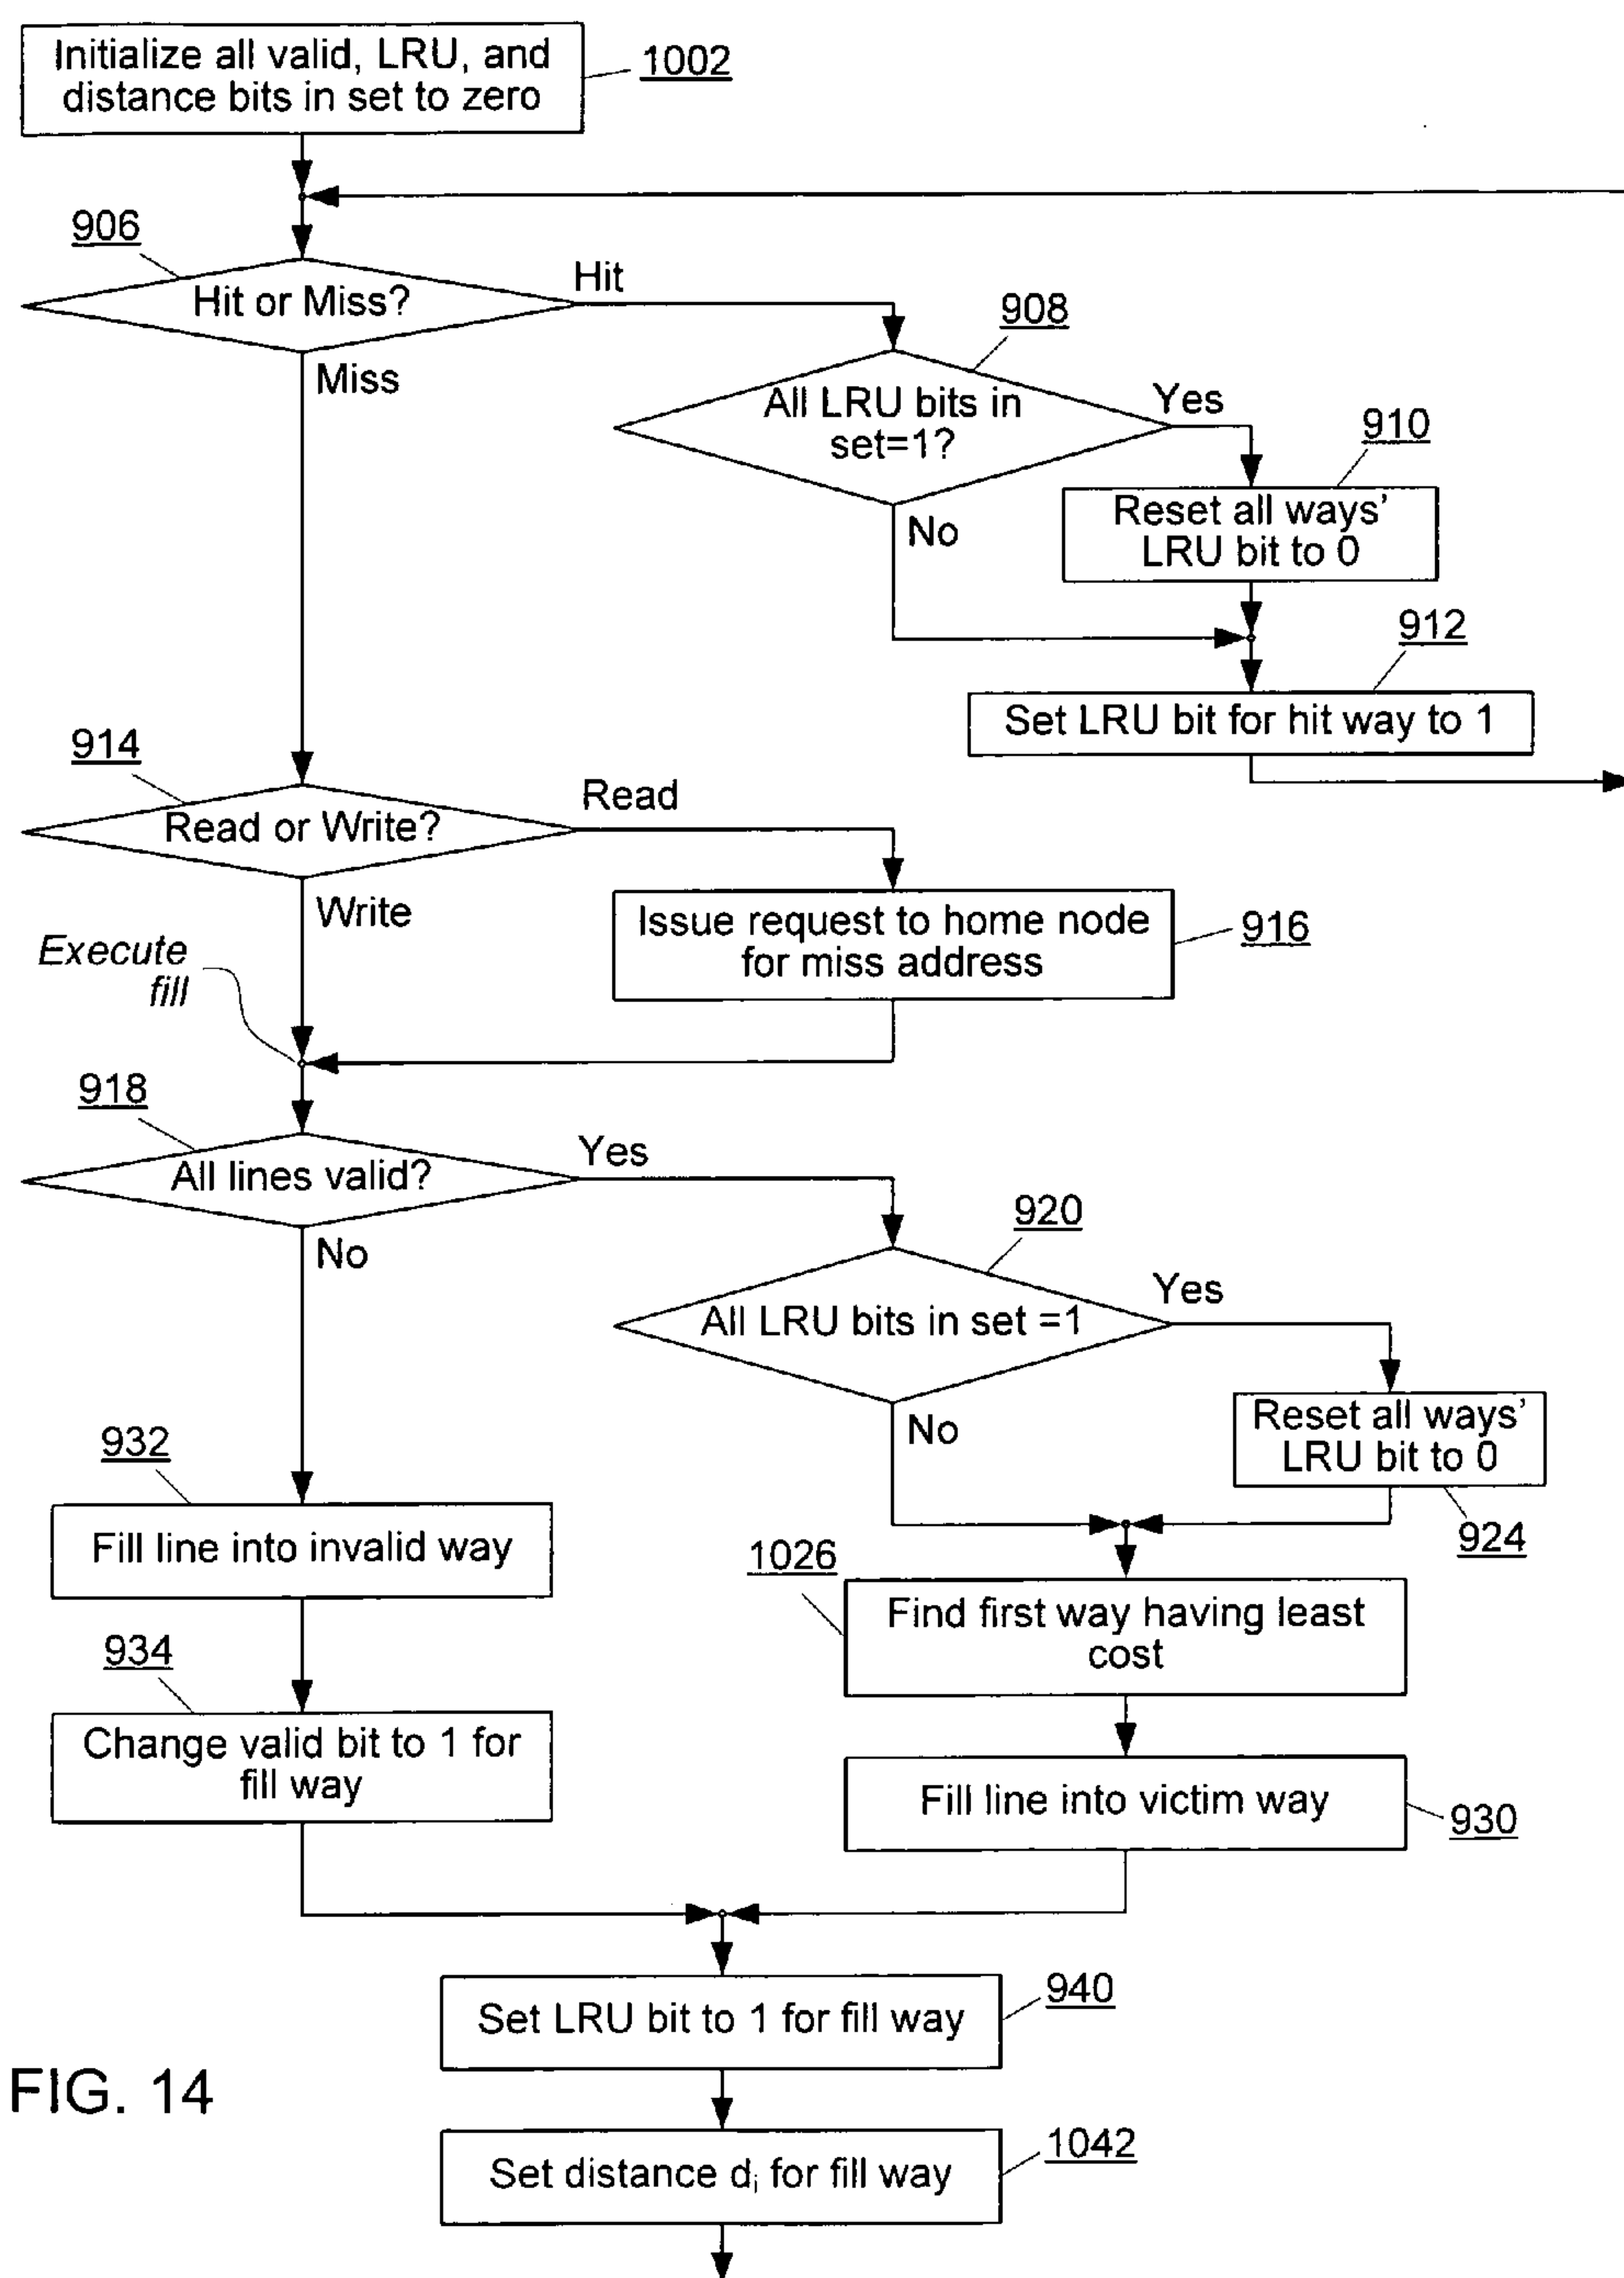 Initialize all valid, LRU, and
distance bits in set to zero
1002
906
Hit or Miss?
Hit
Miss
908
All LRU bits in
set=1?
Yes
No
910
Reset all ways’
LRU bit to 0
912
Set LRU bit for hit way to 1
914
Read or Write?
Read
Write
Issue request to home node
for miss address
916
Execute
fill
918
All lines valid?
Yes
No
920
All LRU bits in set =1
Yes
No
Reset all ways’
LRU bit to 0
924
932
Fill line into invalid way
1026
Find first way having least
cost
934
Change valid bit to 1 for
fill way
Fill line into victim way
930
940
Set LRU bit to 1 for fill way
FIG. 14
1042
Set distance di for fill way